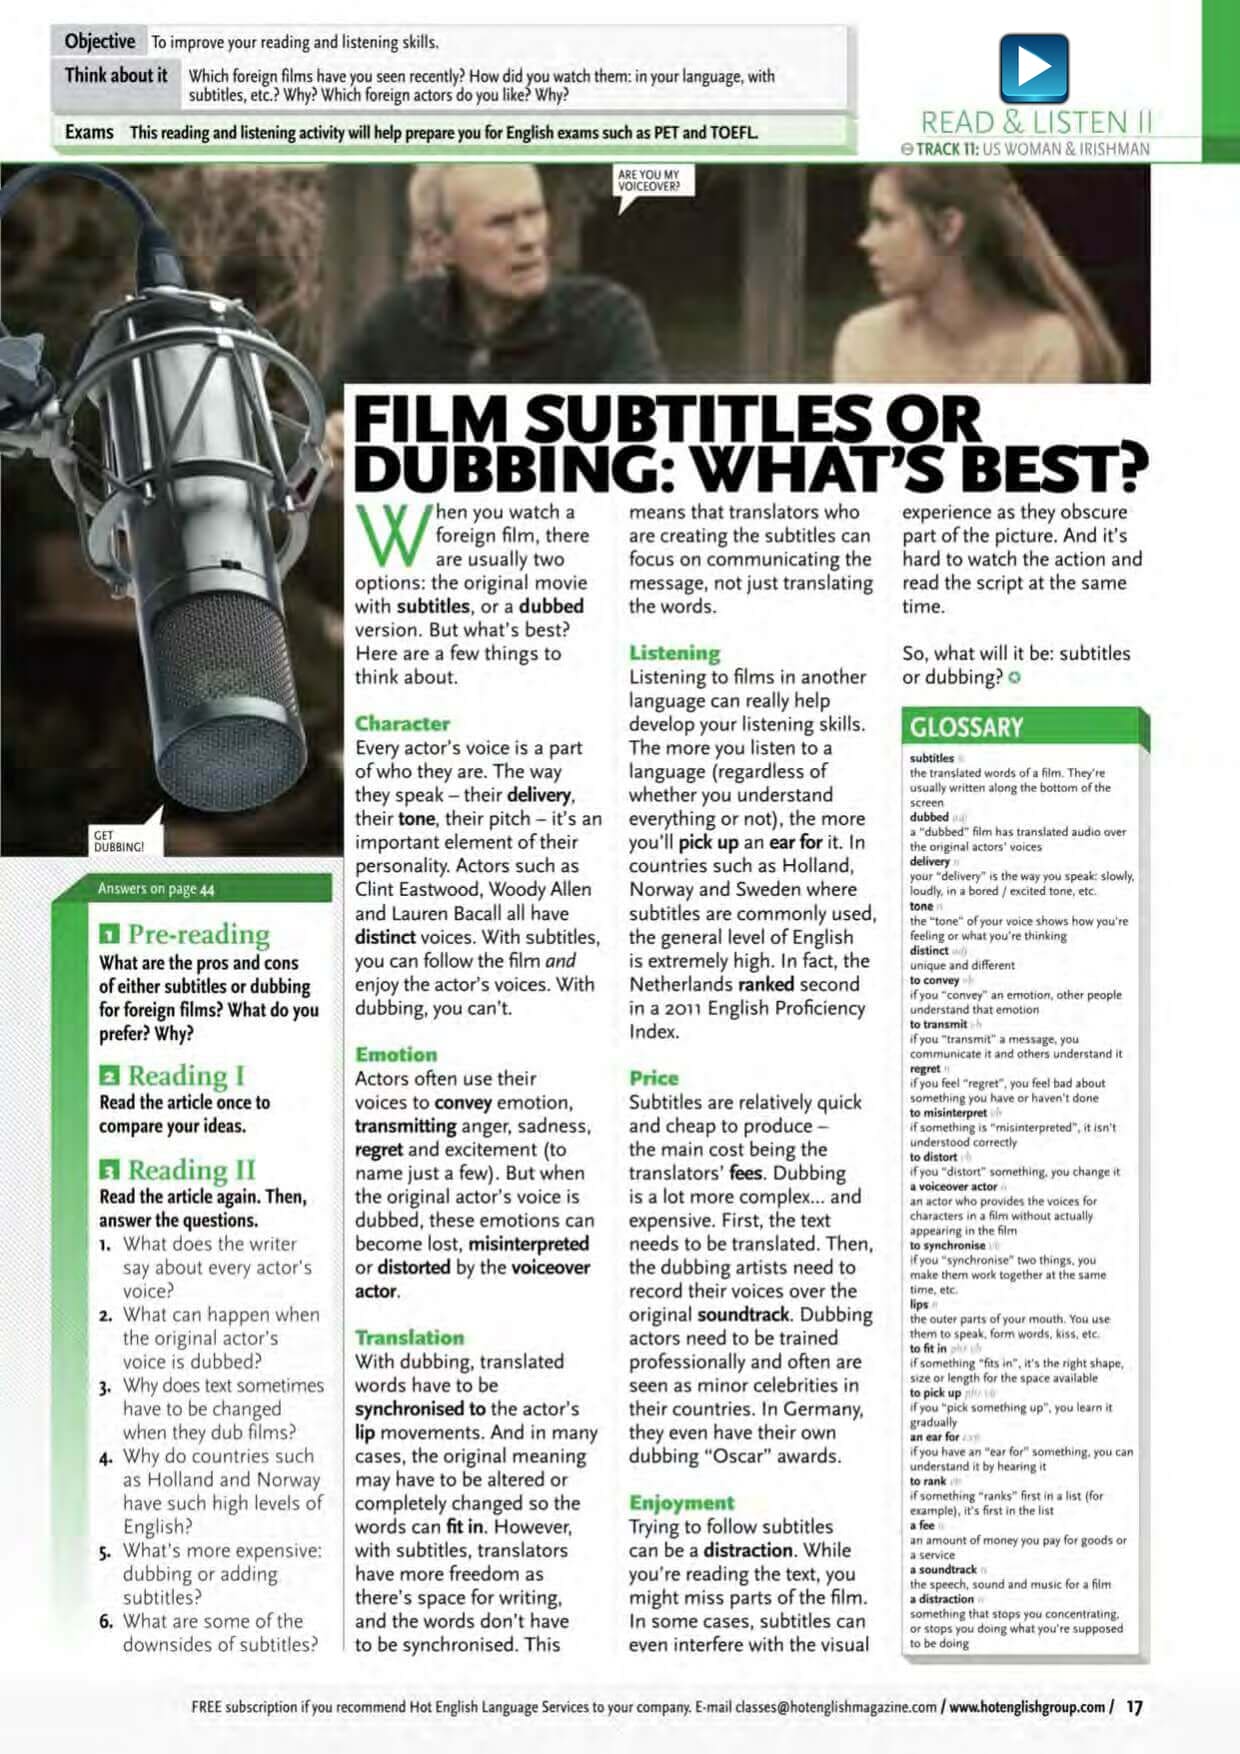 Objective To improve your reading and listening skills.
Think about it Which foreign films have you seen recently? How did you watch them: in your language, with
subtitles, etc.? Why? Which foreign actors do you like? Why?
Exams This reading and listening activity will help prepare you for English exams such as PET and TOEFL.
READ & LISTEN II
TRACK 11: US WOMAN & IRISHMAN
ARE YOU MY
VOICEOVER?
GET
DUBBING!
FILM SUBTITLES OR
DUBBING: WHAT'S BEST?
When you watch a
foreign film, there
are usually two
options: the original movie
with subtitles, or a dubbed
version. But what's best?
Here are a few things to
think about.
Character
Every actor's voice is a part
of who they are. The way
they speak – their delivery,
their tone, their pitch – it's an
important element of their
personality. Actors such as
Clint Eastwood, Woody Allen
and Lauren Bacall all have
distinct voices. With subtitles,
you can follow the film and
enjoy the actor's voices. With
dubbing, you can't.
Emotion
Actors often use their
voices to convey emotion,
transmitting anger, sadness,
regret and excitement (to
name just a few). But when
the original actor's voice is
dubbed, these emotions can
become lost, misinterpreted
or distorted by the voiceover
actor.
Translation
With dubbing, translated
words have to be
synchronised to the actor's
lip movements. And in many
cases, the original meaning
may have to be altered or
completely changed so the
words can fit in. However,
with subtitles, translators
have more freedom as
there's space for writing,
and the words don't have
to be synchronised. This
means that translators who
are creating the subtitles can
focus on communicating the
message, not just translating
the words.
Listening
Listening to films in another
language can really help
develop your listening skills.
The more you listen to a
language (regardless of
whether you understand
everything or not), the more
you'll pick up an ear for it. In
countries such as Holland,
Norway and Sweden where
subtitles are commonly used,
the general level of English
is extremely high. In fact, the
Netherlands ranked second
in a 2011 English Proficiency
Index.
Price
Subtitles are relatively quick
and cheap to produce –
the main cost being the
translators' fees. Dubbing
is a lot more complex... and
expensive. First, the text
needs to be translated. Then,
the dubbing artists need to
record their voices over the
original soundtrack. Dubbing
actors need to be trained
professionally and often are
seen as minor celebrities in
their countries. In Germany,
they even have their own
dubbing "Oscar" awards.
Enjoyment
Trying to follow subtitles
can be a distraction. While
you're reading the text, you
might miss parts of the film.
In some cases, subtitles can
even interfere with the visual
experience as they obscure
part of the picture. And it's
hard to watch the action and
read the script at the same
time.
So, what will it be: subtitles
or dubbing?
Answers on page 44
1 Pre-reading
What are the pros and cons
of either subtitles or dubbing
for foreign films? What do you
prefer? Why?
2 Reading I
Read the article once to
compare your ideas.
3 Reading II
Read the article again. Then,
answer the questions.
1. What does the writer
say about every actor's
voice?
2. What can happen when
the original actor's
voice is dubbed?
3. Why does text sometimes
have to be changed
when they dub films?
4. Why do countries such
as Holland and Norway
have such high levels of
English?
5. What's more expensive:
dubbing or adding
subtitles?
6. What are some of the
downsides of subtitles?
GLOSSARY
subtitles
the translated words of a film. They're
usually written along the bottom of the
screen
dubbed
a "dubbed" film has translated audio over
the original actors' voices
delivery
your "delivery" is the way you speak: slowly,
loudly, in a bored / excited tone, etc.
tone
the "tone" of your voice shows how you're
feeling or what you're thinking
distinct
unique and different
to convey
if you "convey" an emotion, other people
understand that emotion
to transmit
if you "transmit" a message, you
communicate it and others understand it
regret
if you feel "regret", you feel bad about
something you have or haven't done
to misinterpret
if something is "misinterpreted", it isn't
understood correctly
to distort
if you "distort" something, you change it
a voiceover actor
an actor who provides the voices for
characters in a film without actually
appearing in the film
to synchronise
if you "synchronise" two things, you
make them work together at the same
time, etc.
lips
the outer parts of your mouth. You use
them to speak, form words, kiss, etc.
to fit in
if something "fits in", it's the right shape,
size or length for the space available
to pick up
if you "pick something up", you learn it
gradually
an ear for
if you have an "ear for" something, you can
understand it by hearing it
to rank
if something "ranks" first in a list (for
example), it's first in the list
a fee
an amount of money you pay for goods or
a service
a soundtrack
the speech, sound and music for a film
a distraction
something that stops you concentrating,
or stops you doing what you're supposed
to be doing
FREE subscription if you recommend Hot English Language Services to your company. E-mail classes@hotenglishmagazine.com / www.hotenglishgroup.com / 17